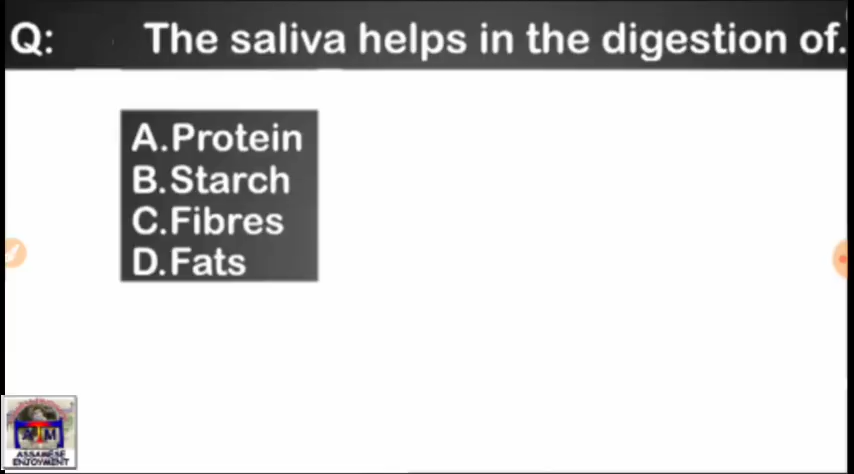 Q: The saliva helps in the digestion of.
A.Protein
B.Starch
C.Fibres
D.Fats
ASSAMESE
ENJOYMENT